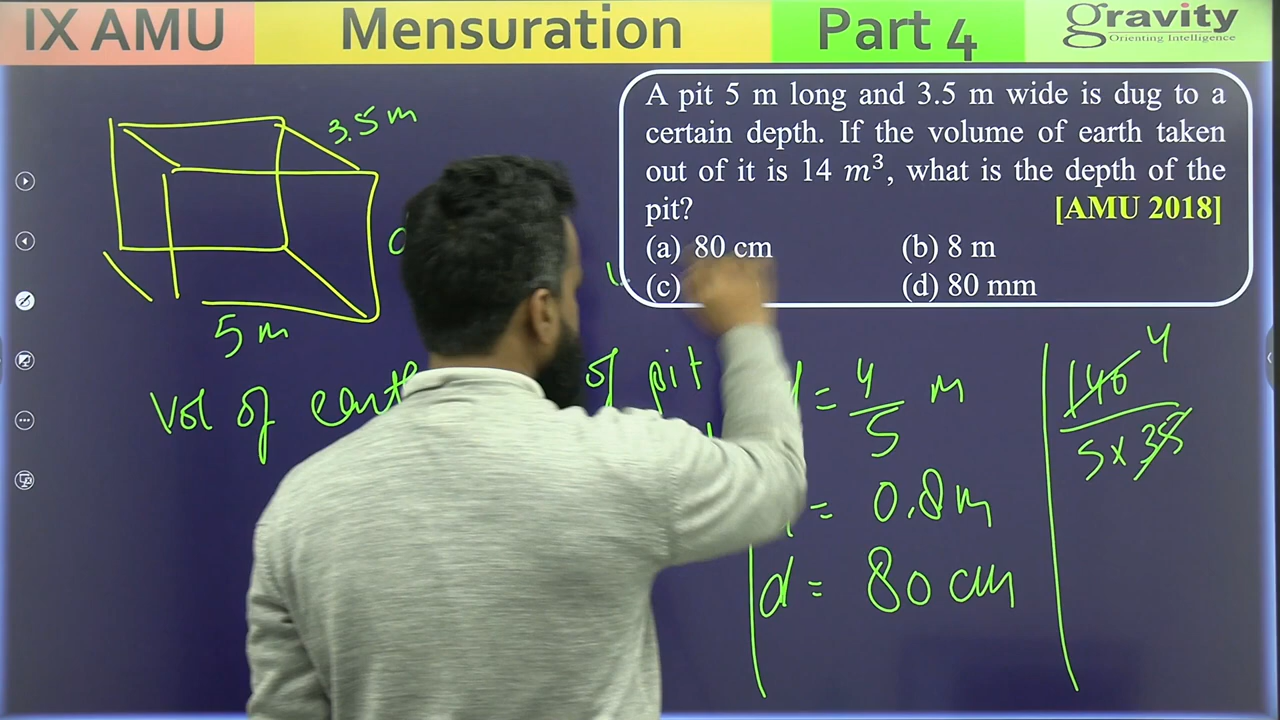 IX AMU
Mensuration
Part 4
Gravity
Orienting Intelligence
A pit 5 m long and 3.5 m wide is dug to a
certain depth. If the volume of earth taken
out of it is 14 m³, what is the depth of the
pit? [AMU 2018]
(a) 80 cm (b) 8 m
(c) (d) 80 mm
3.5 m
5 m
Vol of of pit
= 4/5 m
= 0.8 m
d = 80 cm
140 4
5 x 35